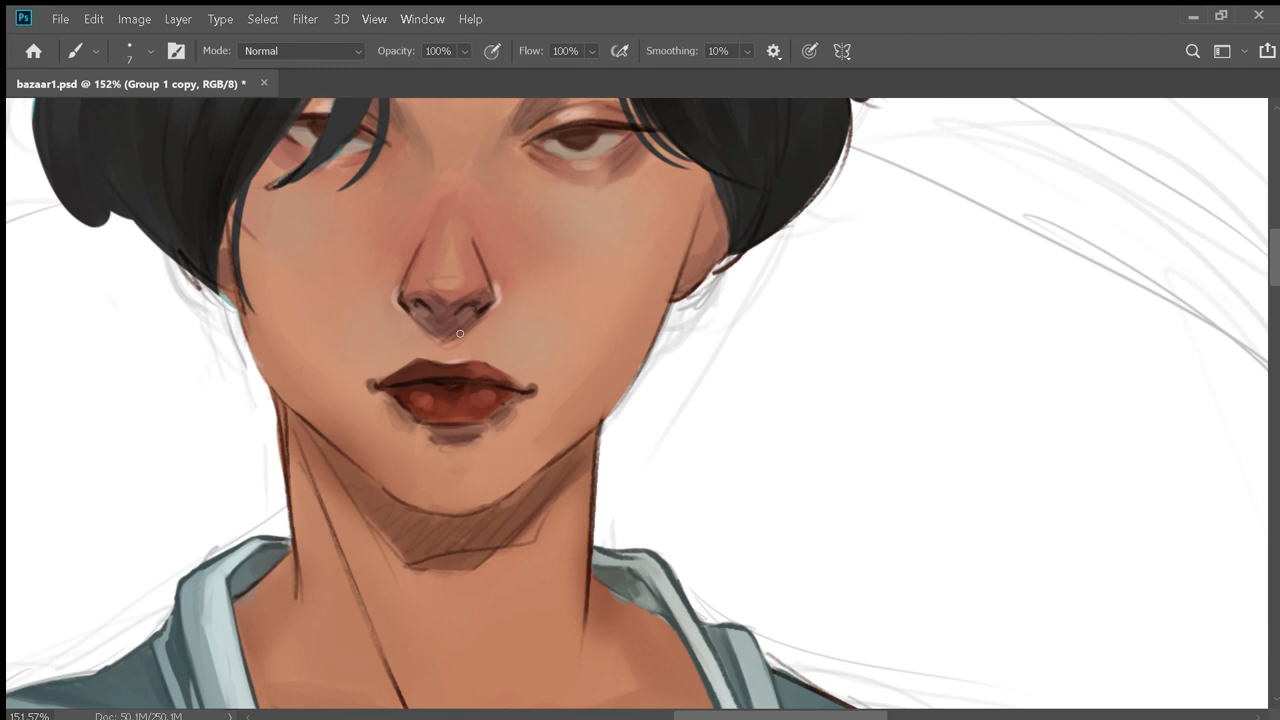 Ps File Edit Image Layer Type Select Filter 3D View Window Help
7 Mode: Normal Opacity: 100% Flow: 100% Smoothing: 10%
bazaar1.psd @ 152% (Group 1 copy, RGB/8) *
151.57% Doc: 50.1M/250.1M